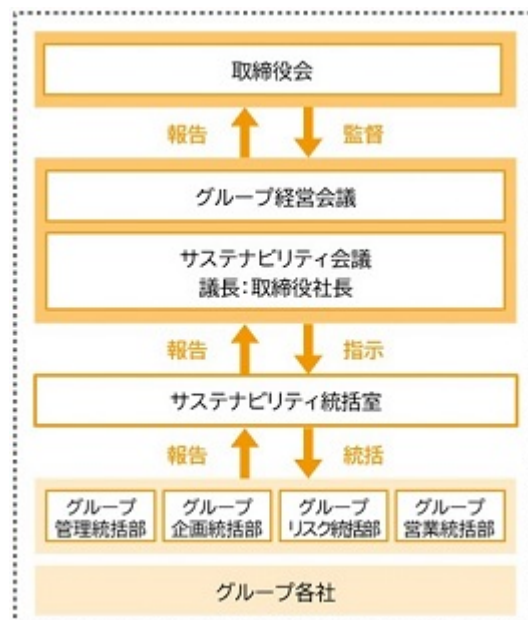 取締役会
報告 監督
グループ経営会議
サステナビリティ会議
議長:取締役社長
報告 指示
サステナビリティ統括室
報告 統括
グループ
管理統括部
グループ
企画統括部
グループ
リスク統括部
グループ
営業統括部
グループ各社